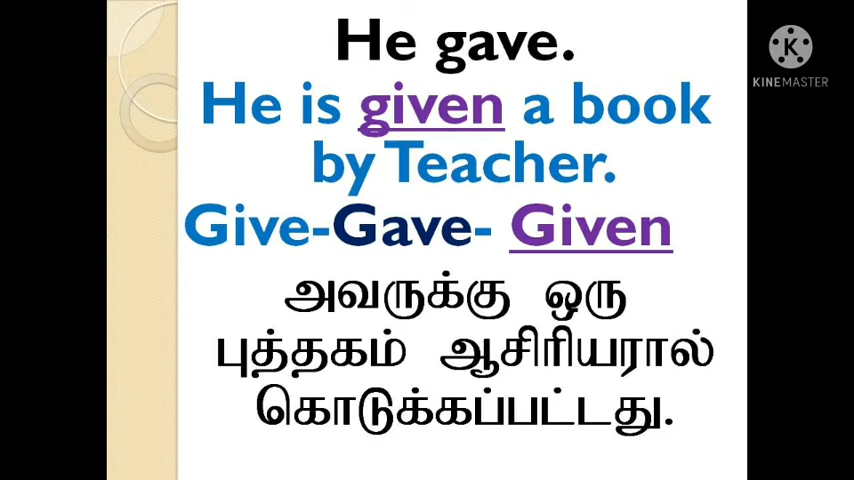 He gave.
He is given a book
by Teacher.
Give-Gave- Given
அவருக்கு ஒரு
புத்தகம் ஆசிரியரால்
கொடுக்கப்பட்டது.
K
KINEMASTER